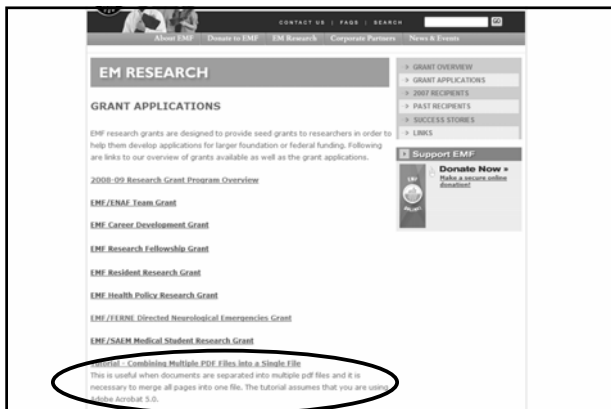 CONTACT US | FAQS | SEARCH
GO
About EMF Donate to EMF EM Research Corporate Partners News & Events
EM RESEARCH
GRANT APPLICATIONS
EMF research grants are designed to provide seed grants to researchers in order to
help them develop applications for larger foundation or federal funding. Following
are links to our overview of grants available as well as the grant applications.
2008-09 Research Grant Program Overview
EMF/ENAF Team Grant
EMF Career Development Grant
EMF Research Fellowship Grant
EMF Resident Research Grant
EMF Health Policy Research Grant
EMF/FERNE Directed Neurological Emergencies Grant
EMF/SAEM Medical Student Research Grant
Tutorial - Combining Multiple PDF Files into a Single File
This is useful when documents are separated into multiple pdf files and it is
necessary to merge all pages into one file. The tutorial assumes that you are using
Adobe Acrobat 5.0.
> GRANT OVERVIEW
> GRANT APPLICATIONS
> 2007 RECIPIENTS
> PAST RECIPIENTS
> SUCCESS STORIES
> LINKS
Support EMF
Donate Now »
Make a secure online
donation!
EMF